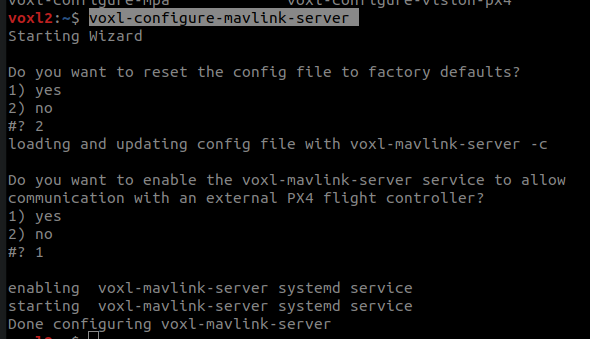 voxl-configure-mpa voxl-configure-vision-px4
voxl2:~$ voxl-configure-mavlink-server
Starting Wizard
Do you want to reset the config file to factory defaults?
1) yes
2) no
#? 2
loading and updating config file with voxl-mavlink-server -c
Do you want to enable the voxl-mavlink-server service to allow
communication with an external PX4 flight controller?
1) yes
2) no
#? 1
enabling  voxl-mavlink-server systemd service
starting  voxl-mavlink-server systemd service
Done configuring voxl-mavlink-server
voxl2:~$